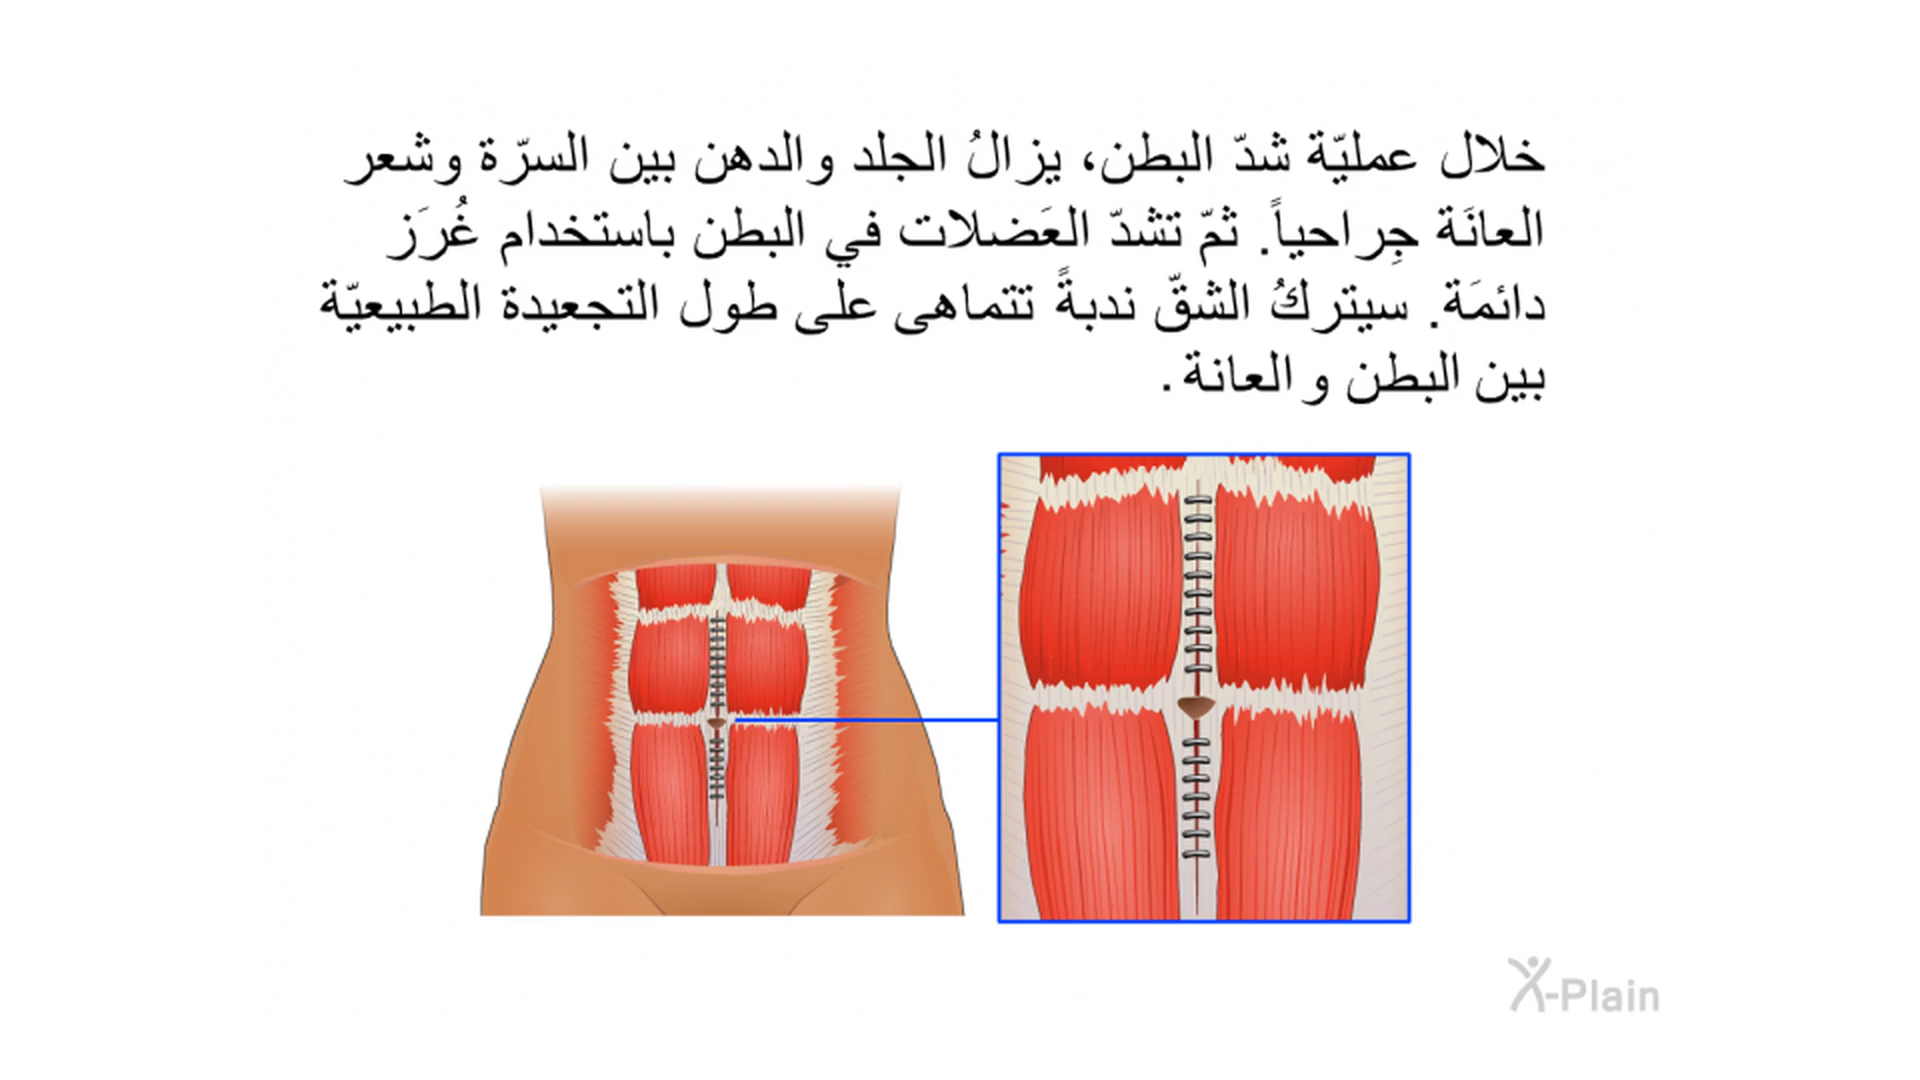 خلال عمليّة شدّ البطن، يزالُ الجلد والدهن بين السرّة وشعر
العانَة جِراحياً. ثمّ تشدّ العَضلات في البطن باستخدام غُرَز
دائمَة. سيتركُ الشقّ ندبةً تتماهى على طول التجعيدة الطبيعيّة
بين البطن و العانة .
X-Plain